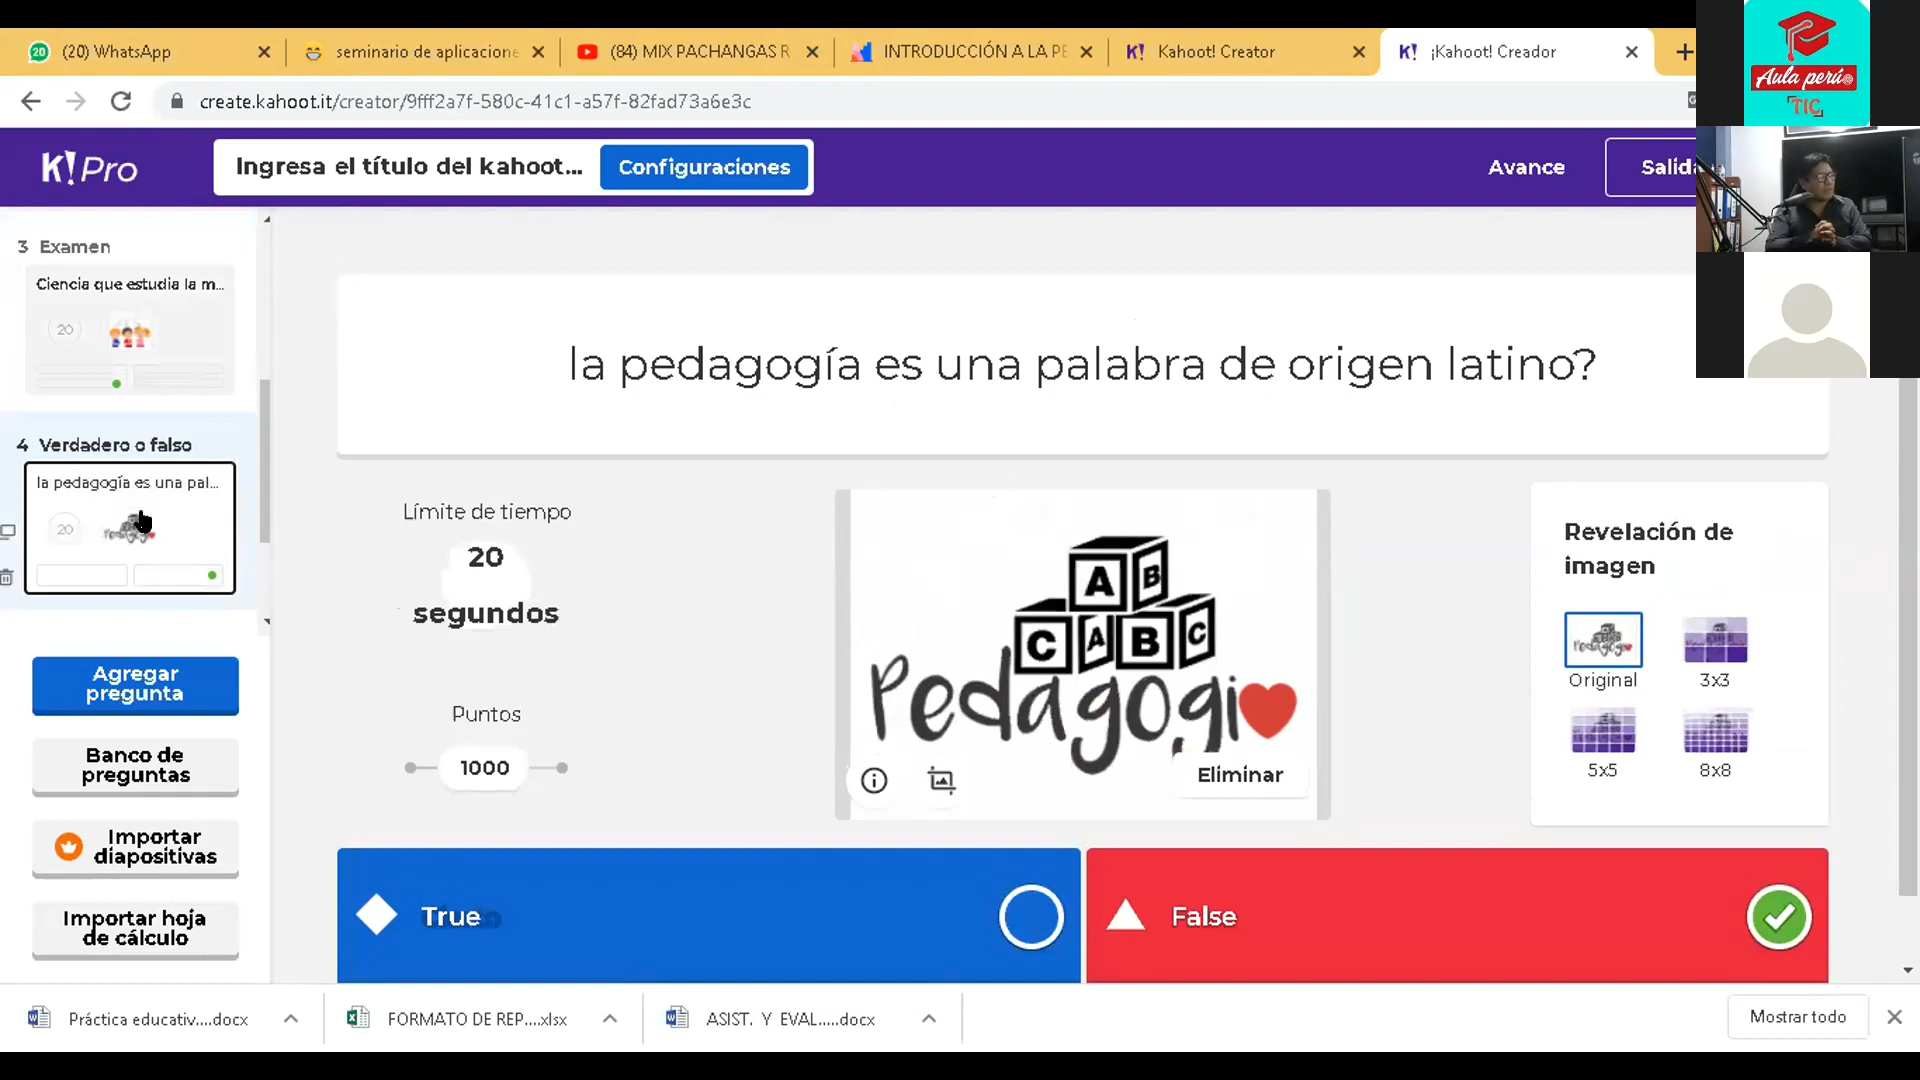 (20) WhatsApp
seminario de aplicacione
(84) MIX PACHANGAS R
INTRODUCCIÓN A LA PE
Kahoot! Creator
¡Kahoot! Creador
create.kahoot.it/creator/9fff2a7f-580c-41c1-a57f-82fad73a6e3c
Aula perú
TIC
K!Pro
Ingresa el título del kahoot...
Configuraciones
Avance
Salida
3 Examen
Ciencia que estudia la m...
20
4 Verdadero o falso
la pedagogía es una pal...
20
Agregar
pregunta
Banco de
preguntas
Importar
diapositivas
Importar hoja
de cálculo
la pedagogía es una palabra de origen latino?
Límite de tiempo
20
segundos
Puntos
1000
A B
C A B C
Pedagogi
Eliminar
Revelación de
imagen
Original
3x3
5x5
8x8
True
False
Práctica educativ....docx
FORMATO DE REP....xlsx
ASIST. Y EVAL.....docx
Mostrar todo